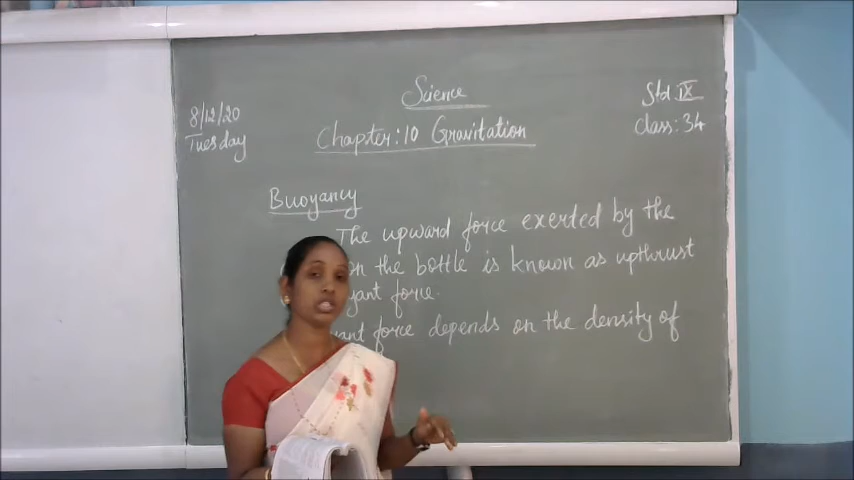 8/12/20
Tuesday
Science
Chapter: 10 Gravitation
Std: IX
class: 34
Buoyancy
The upward force exerted by the
on the bottle is known as upthrust
force.
force depends on the density of